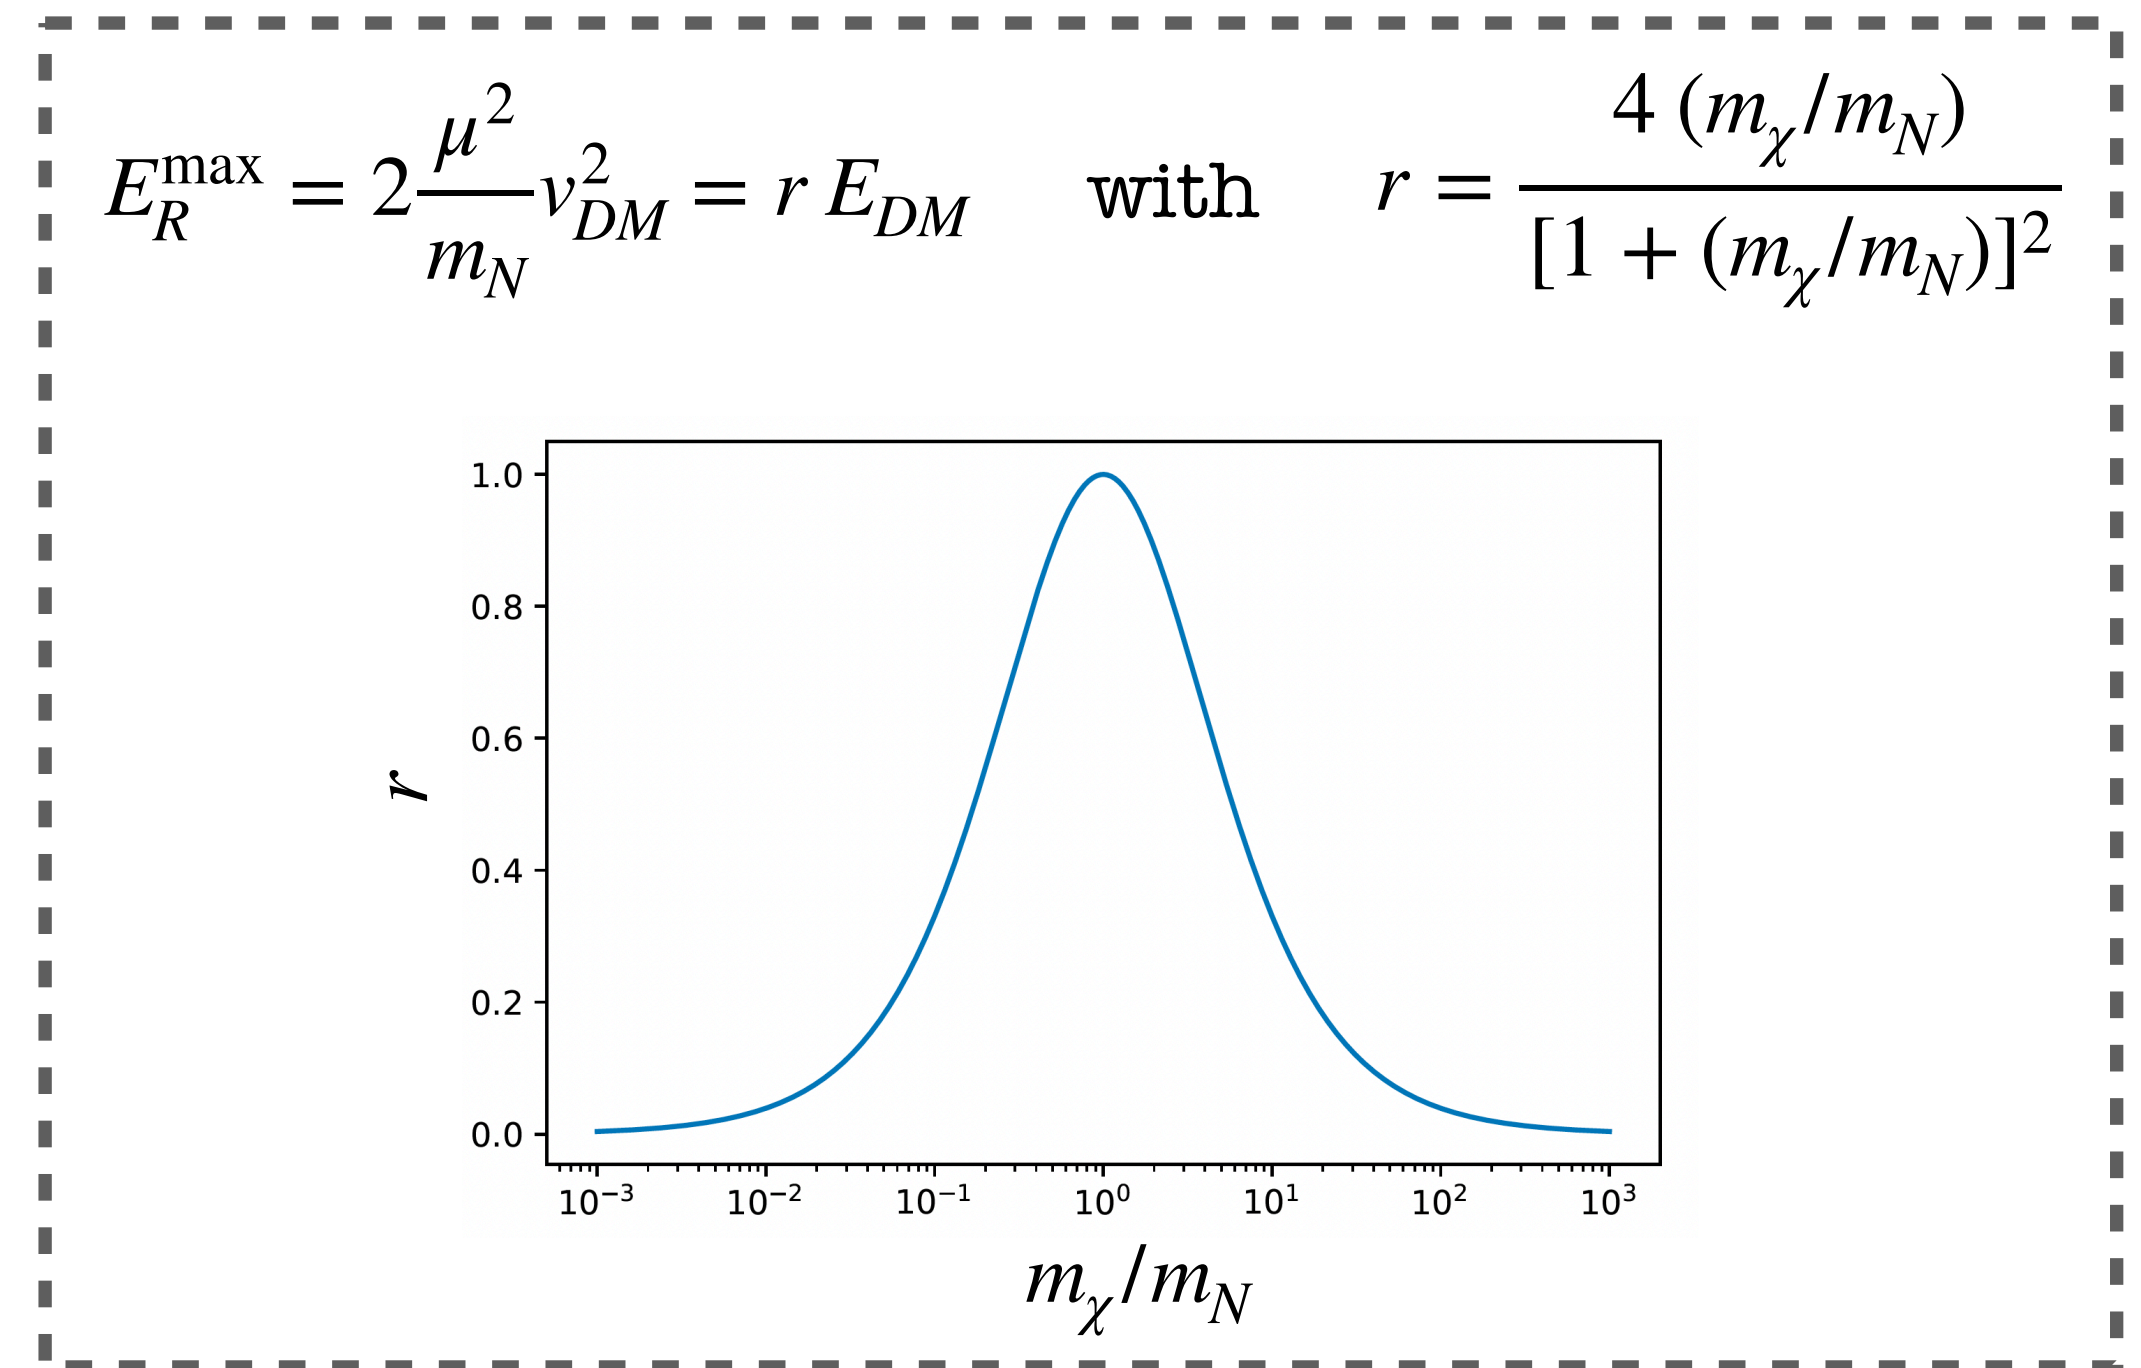 E_R^max = 2 μ²/m_N v²_DM = r E_DM with r = 4 (m_χ/m_N) / [1 + (m_χ/m_N)]²
1.0
0.8
0.6
0.4
0.2
0.0
r
10⁻³ 10⁻² 10⁻¹ 10⁰ 10¹ 10² 10³
m_χ/m_N